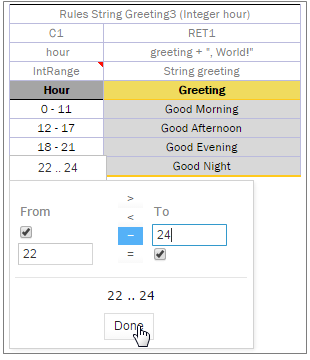 Rules String Greeting3 (Integer hour)
C1 RET1
hour greeting + ", World!"
IntRange String greeting
Hour Greeting
0 - 11 Good Morning
12 - 17 Good Afternoon
18 - 21 Good Evening
22 .. 24 Good Night
>
From To
<
–
22 24
=
22 .. 24
Done